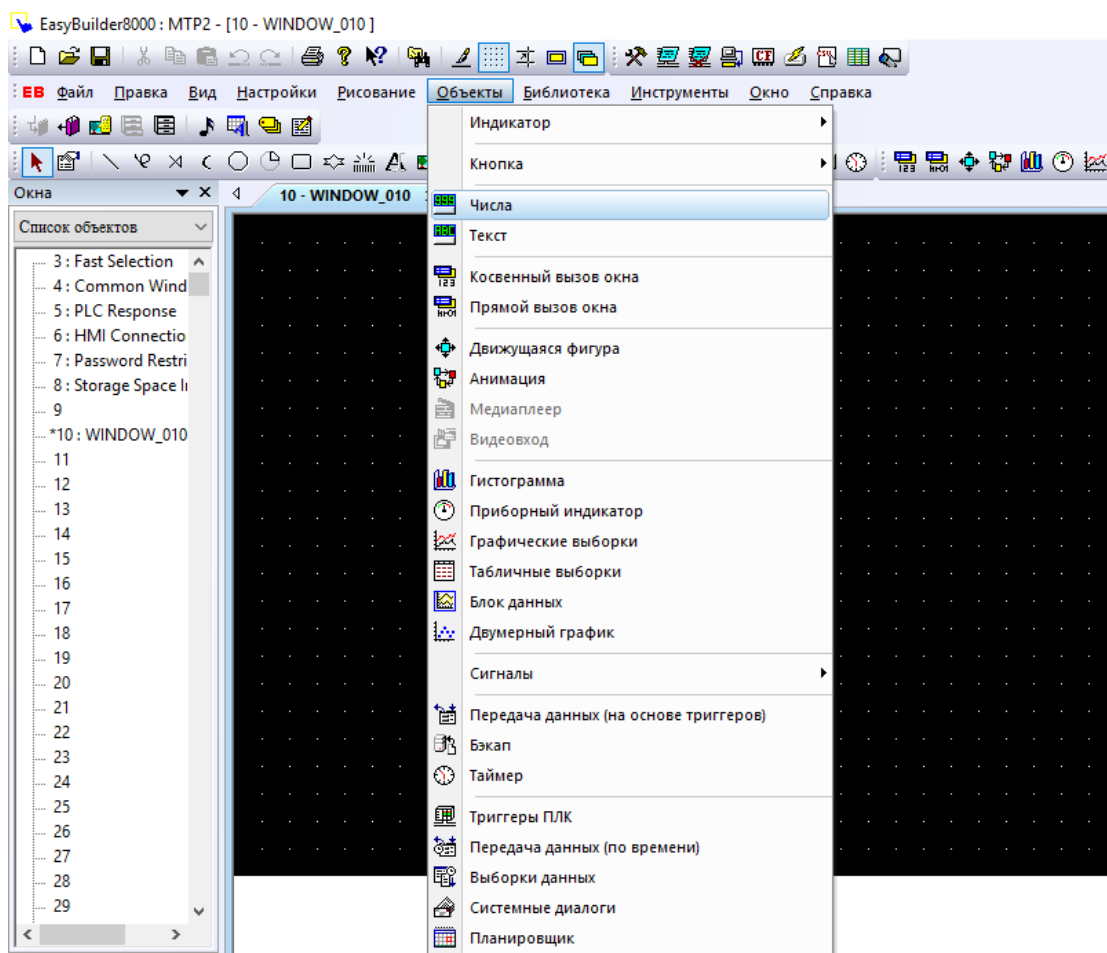 EasyBuilder8000 : MTP2 - [10 - WINDOW_010 ]
EB Файл Правка Вид Настройки Рисование Объекты Библиотека Инструменты Окно Справка
Окна
10 - WINDOW_010
Список объектов
3 : Fast Selection
4 : Common Wind
5 : PLC Response
6 : HMI Connectio
7 : Password Restri
8 : Storage Space I
9
*10 : WINDOW_010
11
12
13
14
15
16
17
18
19
20
21
22
23
24
25
26
27
28
29
Индикатор
Кнопка
Числа
Текст
Косвенный вызов окна
Прямой вызов окна
Движущаяся фигура
Анимация
Медиаплеер
Видеовход
Гистограмма
Приборный индикатор
Графические выборки
Табличные выборки
Блок данных
Двумерный график
Сигналы
Передача данных (на основе триггеров)
Бэкап
Таймер
Триггеры ПЛК
Передача данных (по времени)
Выборки данных
Системные диалоги
Планировщик